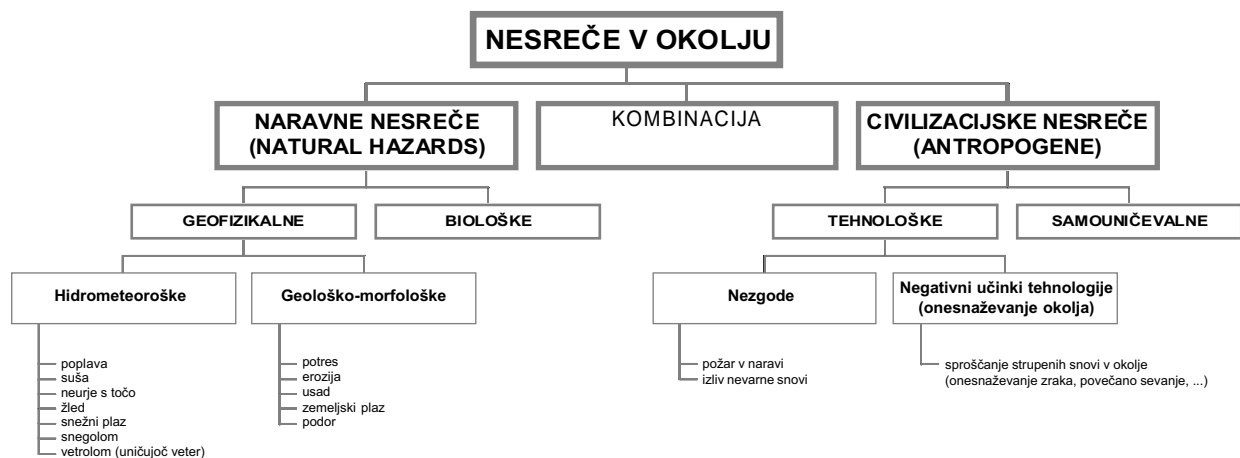 NESREČE V OKOLJU
NARAVNE NESREČE
(NATURAL HAZARDS)
KOMBINACIJA
CIVILIZACIJSKE NESREČE
(ANTROPOGENE)
GEOFIZIKALNE
BIOLOŠKE
TEHNOLOŠKE
SAMOUNIČEVALNE
Hidrometeoroške
Geološko-morfološke
Nezgode
Negativni učinki tehnologije
(onesnaževanje okolja)
poplava
suša
neurje s točo
žled
snežni plaz
snegolom
vetrolom (uničujoč veter)
potres
erozija
usad
zemeljski plaz
podor
požar v naravi
izliv nevarne snovi
sproščanje strupenih snovi v okolje
(onesnaževanje zraka, povečano sevanje, ...)